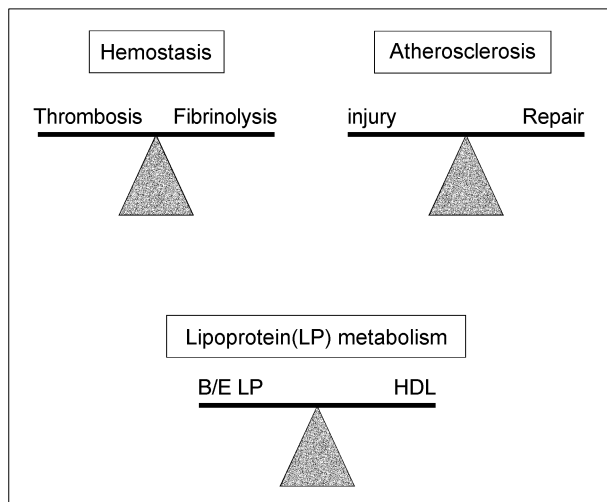 Hemostasis
Thrombosis Fibrinolysis
Atherosclerosis
injury Repair
Lipoprotein(LP) metabolism
B/E LP HDL